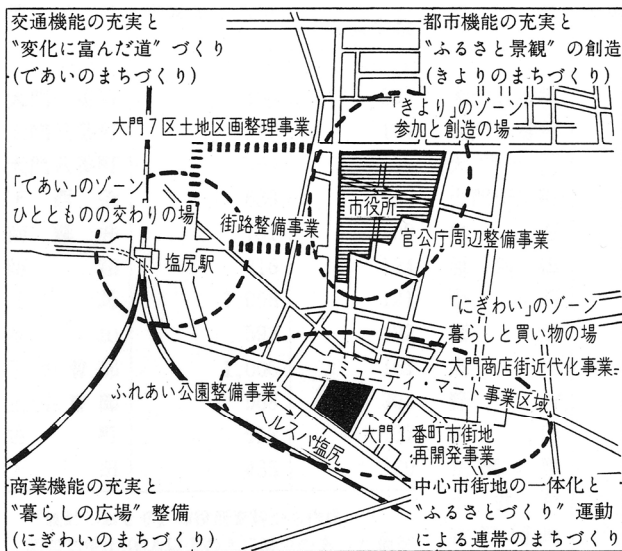 交通機能の充実と
〝変化に富んだ道〟づくり
(であいのまちづくり)
都市機能の充実と
〝ふるさと景観〟の創造
(きよりのまちづくり)
「きより」のゾーン
参加と創造の場
大門7区土地区画整理事業
「であい」のゾーン
ひととものの交わりの場
市役所
街路整備事業
官公庁周辺整備事業
塩尻駅
「にぎわい」のゾーン
暮らしと買い物の場
大門商店街近代化事業
コミュニティ・マート事業区域
ふれあい公園整備事業
ヘルスパ塩尻
大門1番町市街地
再開発事業
商業機能の充実と
〝暮らしの広場〟整備
(にぎわいのまちづくり)
中心市街地の一体化と
〝ふるさとづくり〟運動
による連帯のまちづくり